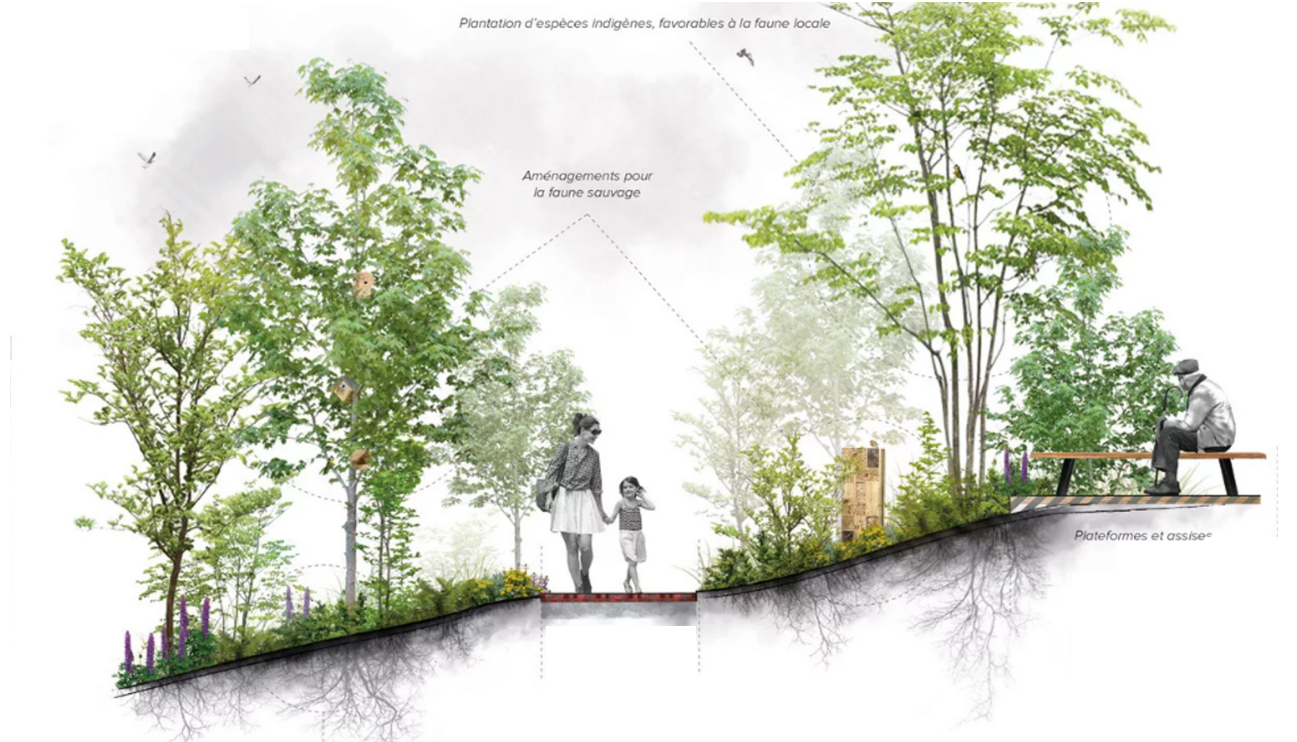 Plantation d'espèces indigènes, favorables à la faune locale
Aménagements pour
la faune sauvage
Plateformes et assises